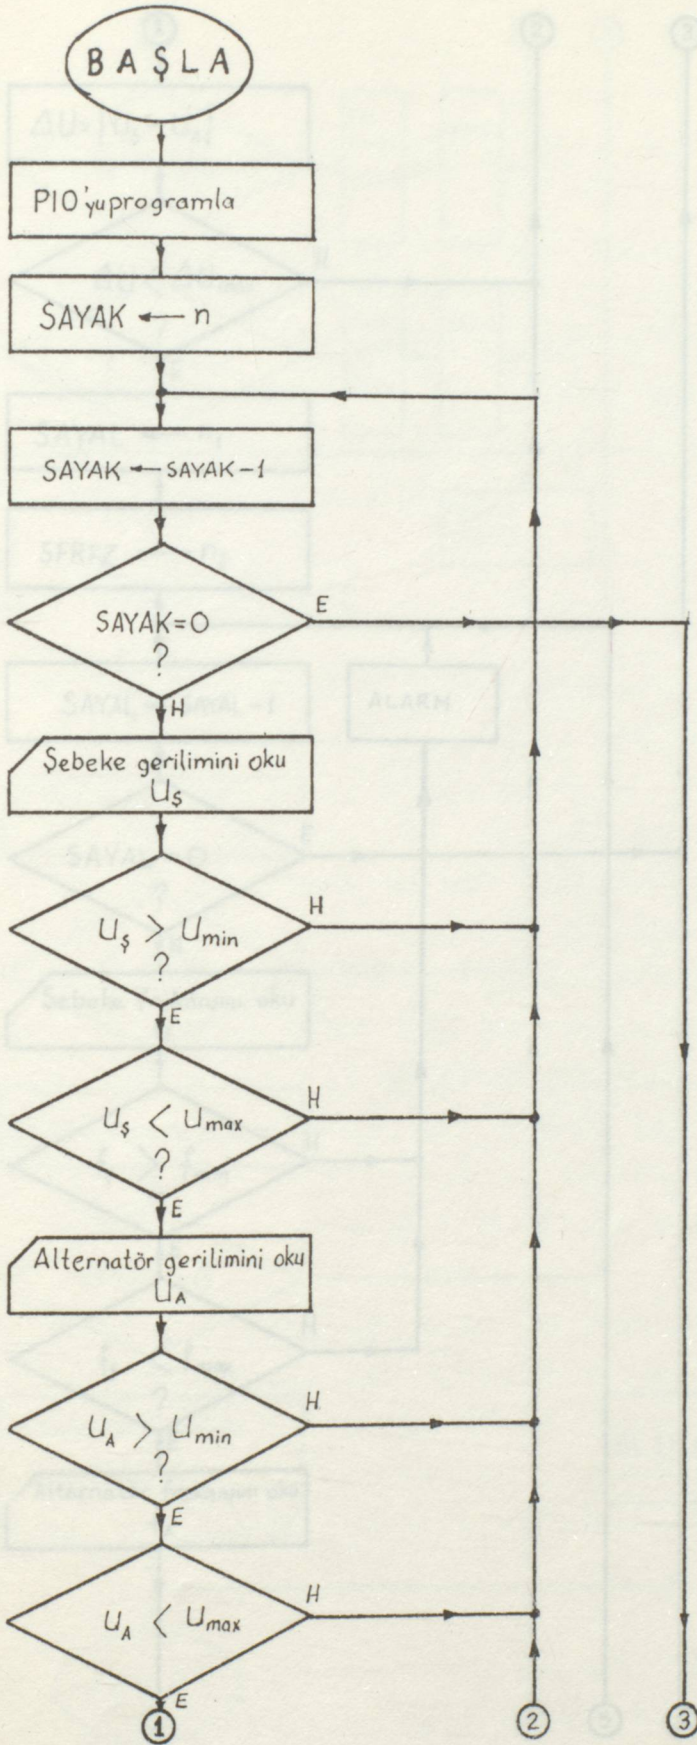 BAŞLA
PIO'yu programla
SAYAK ← n
SAYAK ← SAYAK-1
SAYAK=0
?
E
H
Şebeke gerilimini oku
UŞ
UŞ > Umin
?
H
E
UŞ < Umax
?
H
E
Alternatör gerilimini oku
UA
UA > Umin
?
H
E
UA < Umax
H
E
1
2
3